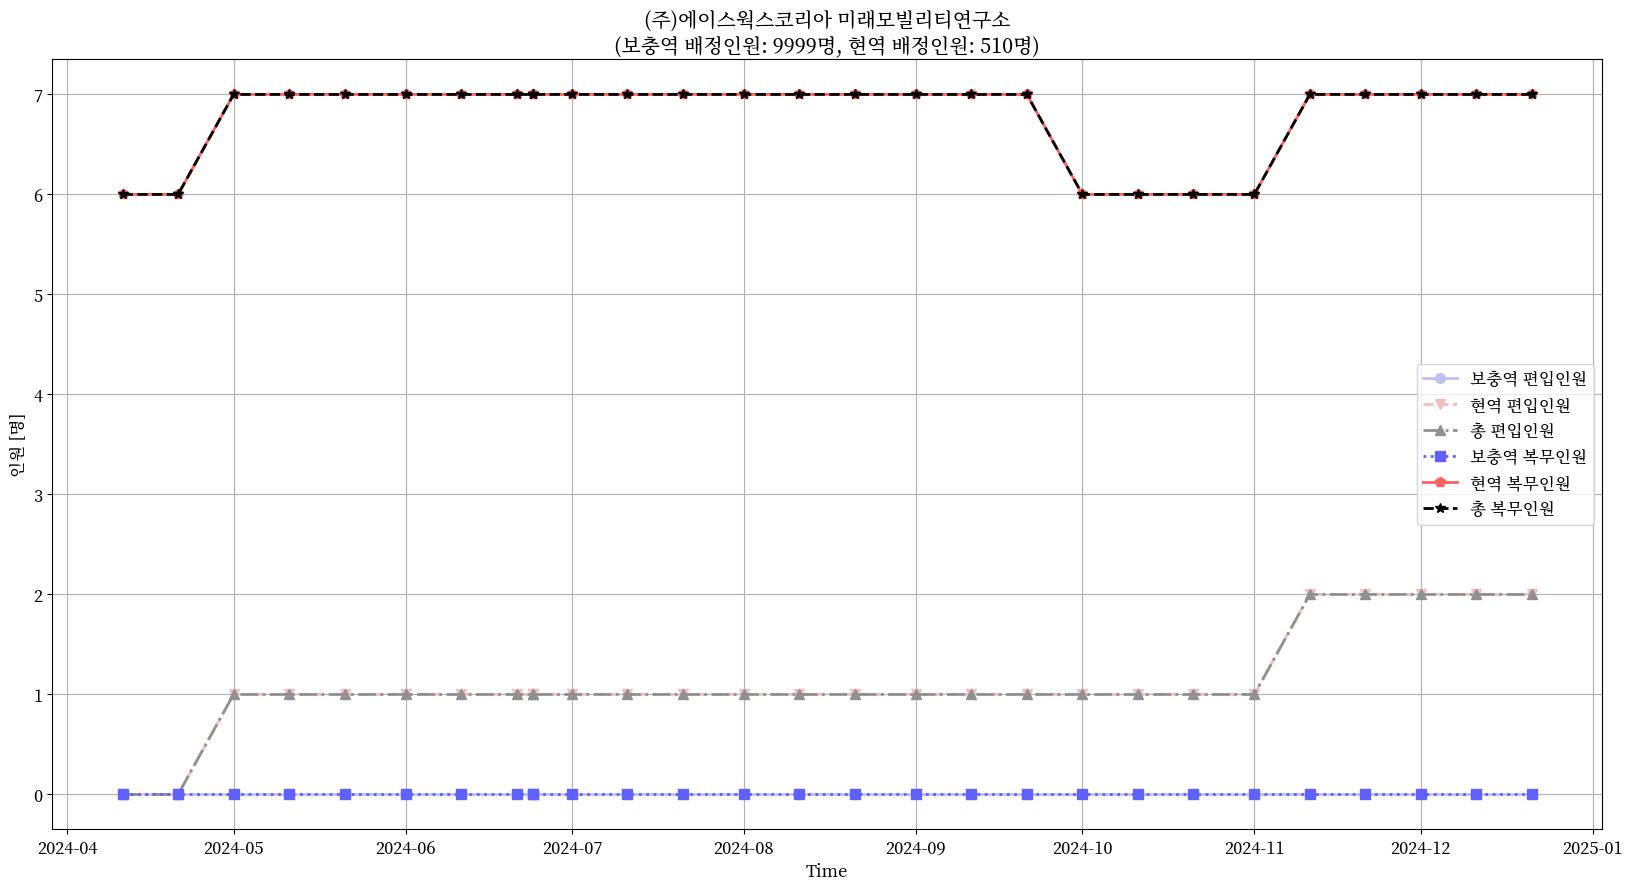 (주)에이스웍스코리아 미래모빌리티연구소
(보충역 배정인원: 9999명, 현역 배정인원: 510명)
7
6
5
4
3
2
1
0
인원 [명]
보충역 편입인원
현역 편입인원
총 편입인원
보충역 복무인원
현역 복무인원
총 복무인원
2024-04
2024-05
2024-06
2024-07
2024-08
2024-09
2024-10
2024-11
2024-12
2025-01
Time